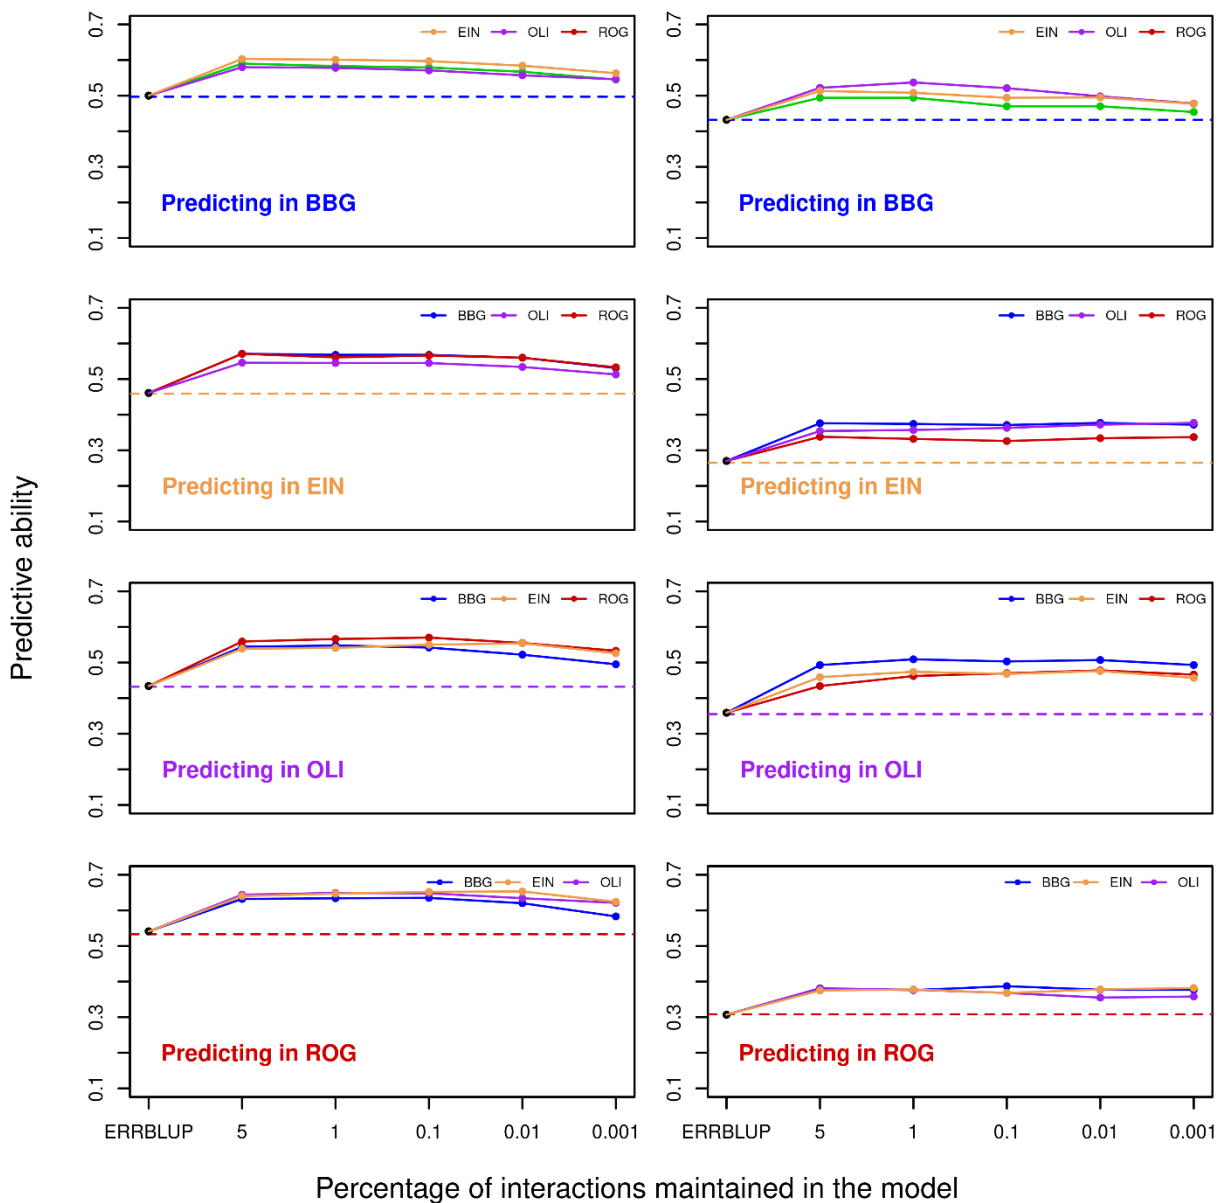 Predictive ability
0.7
0.5
0.3
0.1
EIN OLI ROG
Predicting in BBG
0.7
0.5
0.3
0.1
EIN OLI ROG
Predicting in BBG
0.7
0.5
0.3
0.1
BBG OLI ROG
Predicting in EIN
0.7
0.5
0.3
0.1
BBG OLI ROG
Predicting in EIN
0.7
0.5
0.3
0.1
BBG EIN ROG
Predicting in OLI
0.7
0.5
0.3
0.1
BBG EIN ROG
Predicting in OLI
0.7
0.5
0.3
0.1
BBG EIN OLI
Predicting in ROG
0.7
0.5
0.3
0.1
BBG EIN OLI
Predicting in ROG
ERRBLUP 5 1 0.1 0.01 0.001
ERRBLUP 5 1 0.1 0.01 0.001
Percentage of interactions maintained in the model